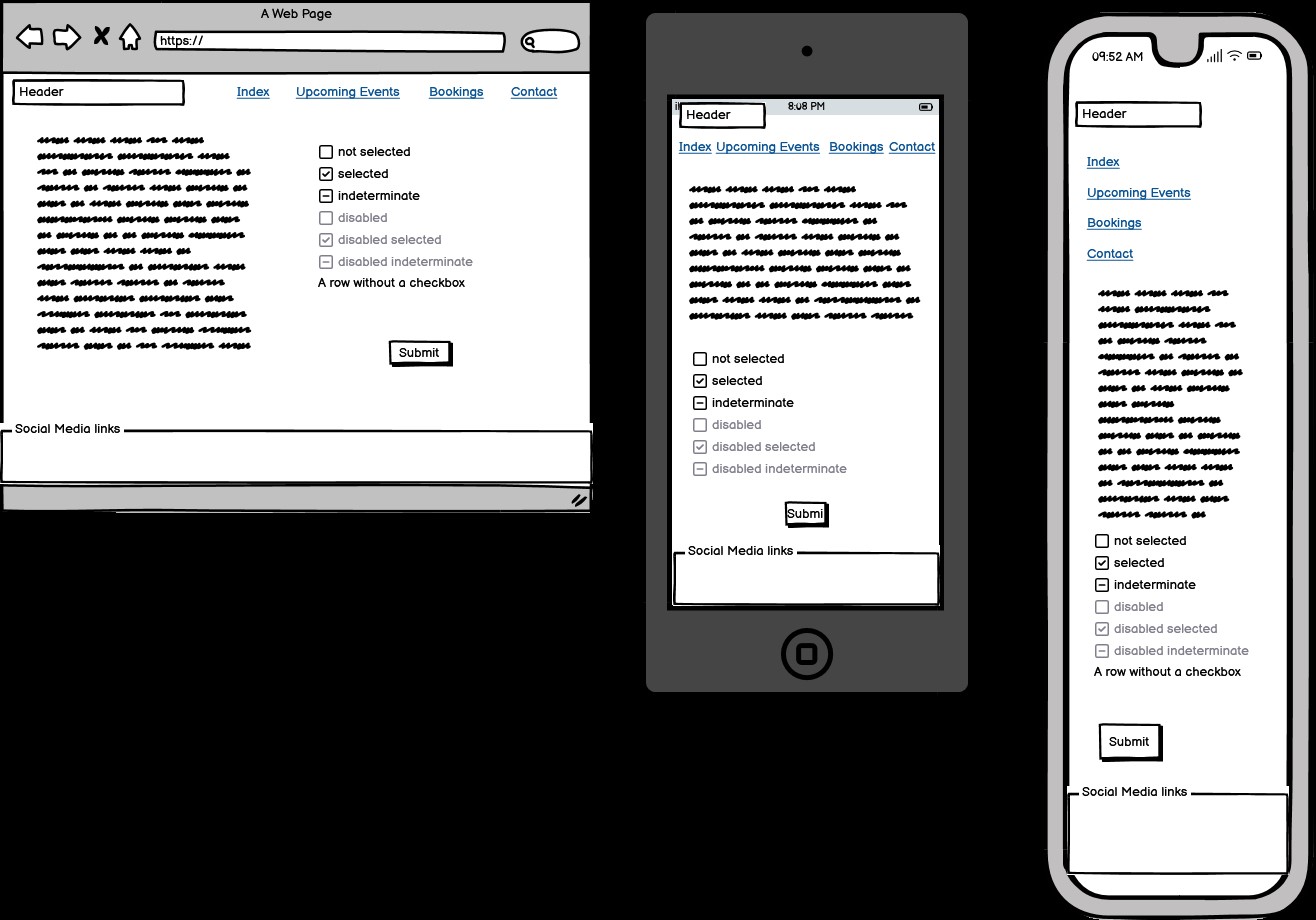 A Web Page
https://
Header
Index Upcoming Events Bookings Contact
not selected
selected
indeterminate
disabled
disabled selected
disabled indeterminate
A row without a checkbox
Submit
Social Media links
8:08 PM
Header
Index Upcoming Events Bookings Contact
not selected
selected
indeterminate
disabled
disabled selected
disabled indeterminate
Submi
Social Media links
09:52 AM
Header
Index
Upcoming Events
Bookings
Contact
not selected
selected
indeterminate
disabled
disabled selected
disabled indeterminate
A row without a checkbox
Submit
Social Media links